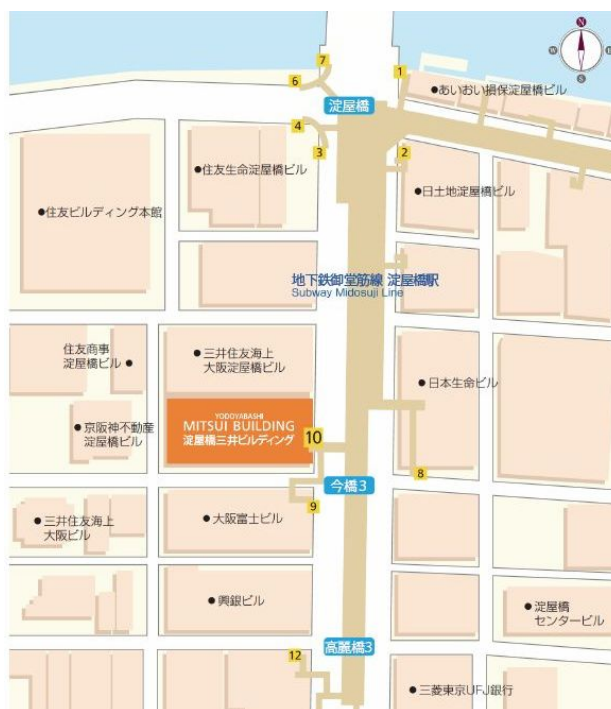 7
6
1
N
W
E
S
淀屋橋
●あいおい損保淀屋橋ビル
4
3
2
●住友生命淀屋橋ビル
●日土地淀屋橋ビル
●住友ビルディング本館
地下鉄御堂筋線 淀屋橋駅
Subway Midosuji Line
住友商事
淀屋橋ビル●
●三井住友海上
大阪淀屋橋ビル
●日本生命ビル
YODOYABASHI
MITSUI BUILDING
淀屋橋三井ビルディング
●京阪神不動産
淀屋橋ビル
10
8
今橋3
9
●三井住友海上
大阪ビル
●大阪富士ビル
●興銀ビル
●淀屋橋
センタービル
高麗橋3
12
●三菱東京UFJ銀行